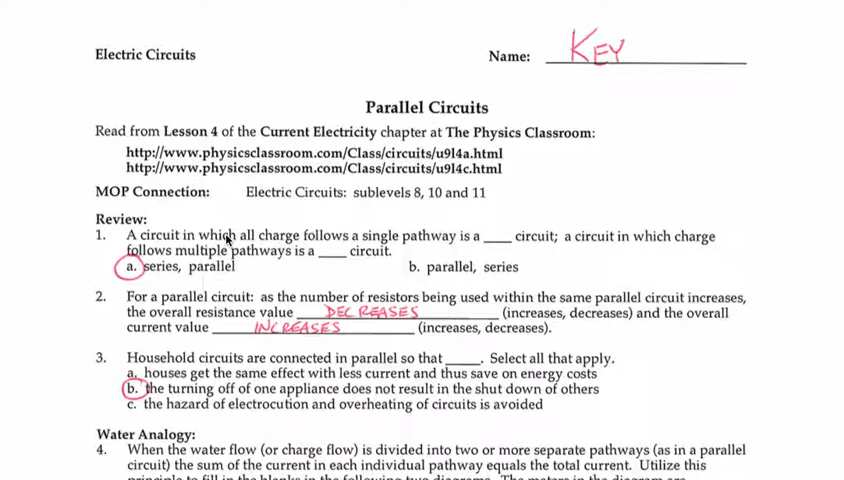 Electric Circuits Name: KEY
Parallel Circuits
Read from Lesson 4 of the Current Electricity chapter at The Physics Classroom:
http://www.physicsclassroom.com/Class/circuits/u9l4a.html
http://www.physicsclassroom.com/Class/circuits/u9l4c.html
MOP Connection: Electric Circuits: sublevels 8, 10 and 11
Review:
1. A circuit in which all charge follows a single pathway is a ____ circuit; a circuit in which charge
follows multiple pathways is a ____ circuit.
a. series, parallel b. parallel, series
2. For a parallel circuit: as the number of resistors being used within the same parallel circuit increases,
the overall resistance value DECREASES (increases, decreases) and the overall
current value INCREASES (increases, decreases).
3. Household circuits are connected in parallel so that _____. Select all that apply.
a. houses get the same effect with less current and thus save on energy costs
b. the turning off of one appliance does not result in the shut down of others
c. the hazard of electrocution and overheating of circuits is avoided
Water Analogy:
4. When the water flow (or charge flow) is divided into two or more separate pathways (as in a parallel
circuit) the sum of the current in each individual pathway equals the total current. Utilize this
principle to fill in the blanks in the following two diagrams. The meters in the diagram are